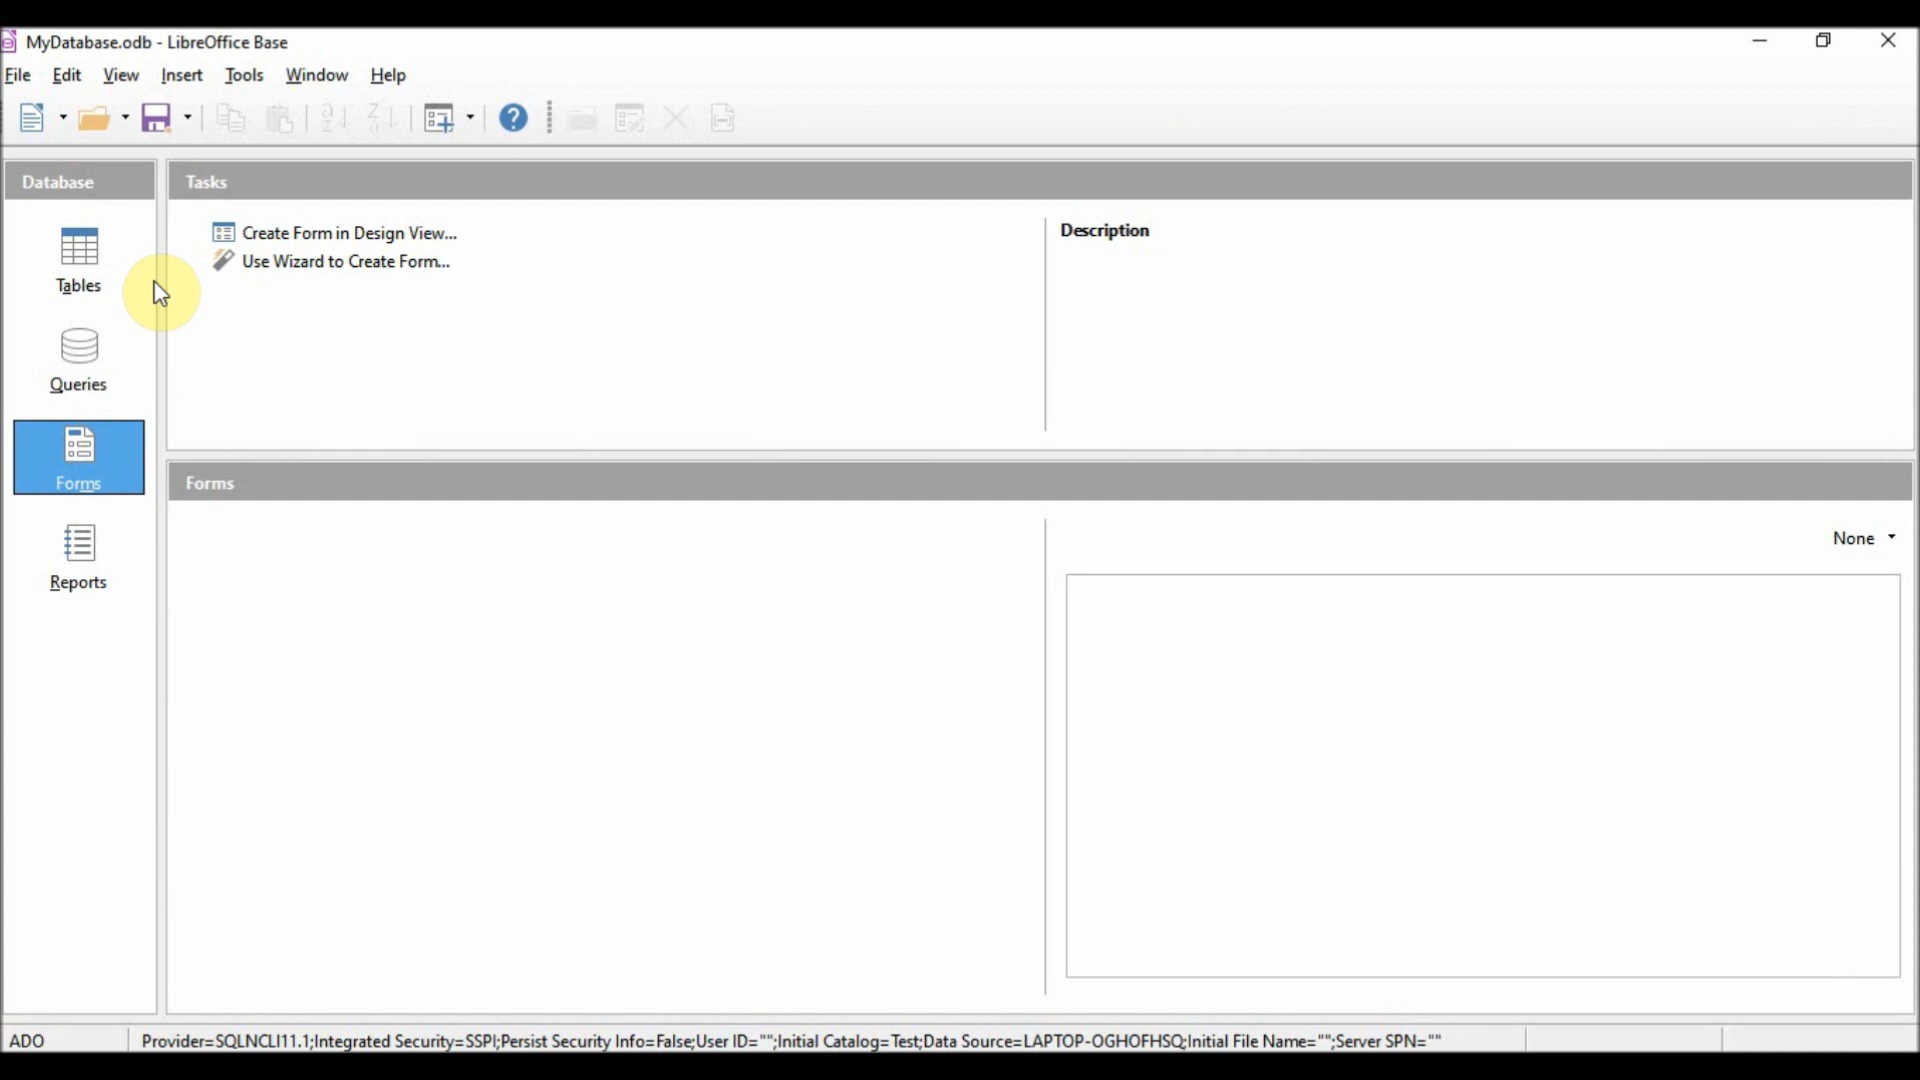 MyDatabase.odb - LibreOffice Base
File Edit View Insert Tools Window Help
Database
Tasks
Tables
Queries
Forms
Reports
Create Form in Design View...
Use Wizard to Create Form...
Description
Forms
None
ADO
Provider=SQLNCLI11.1;Integrated Security=SSPI;Persist Security Info=False;User ID="";Initial Catalog=Test;Data Source=LAPTOP-OGHOFHSQ;Initial File Name="";Server SPN=""